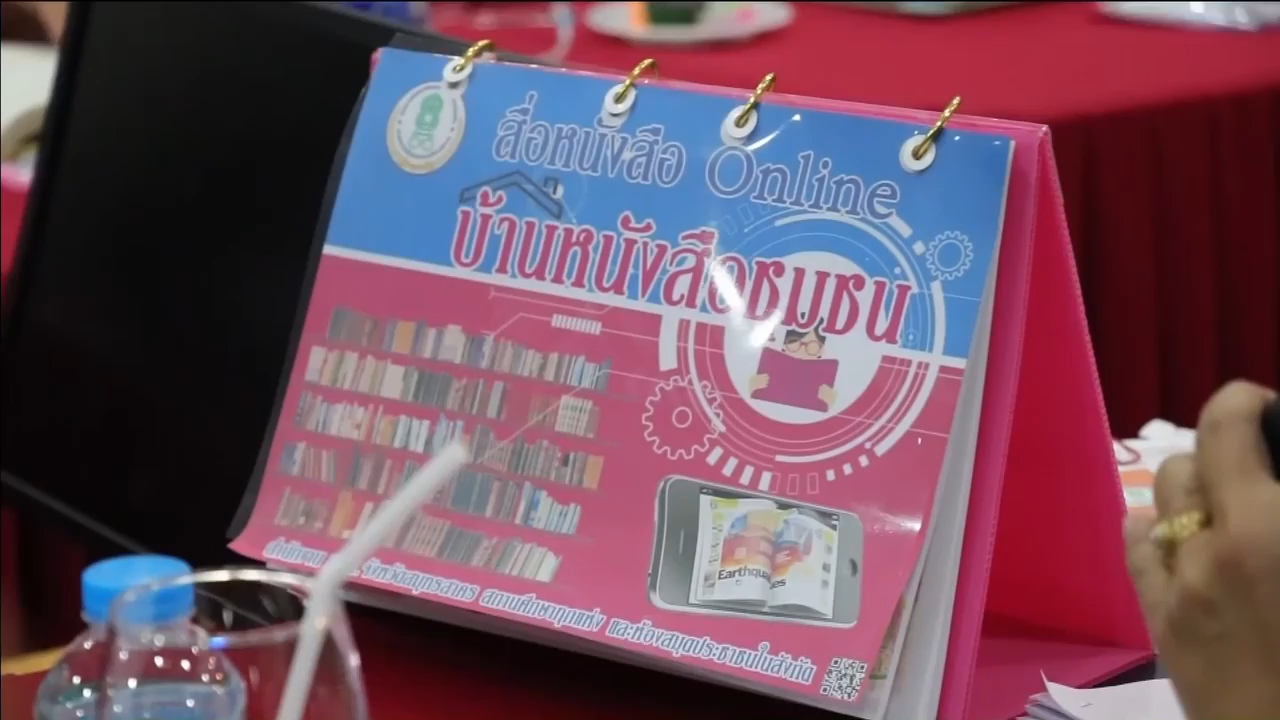 สื่อหนังสือ Online
บ้านหนังสือชุมชน
Earthquakes
จังหวัดสมุทรสาคร สถานศึกษาทุกแห่ง และห้องสมุดประชาชนในสังกัด